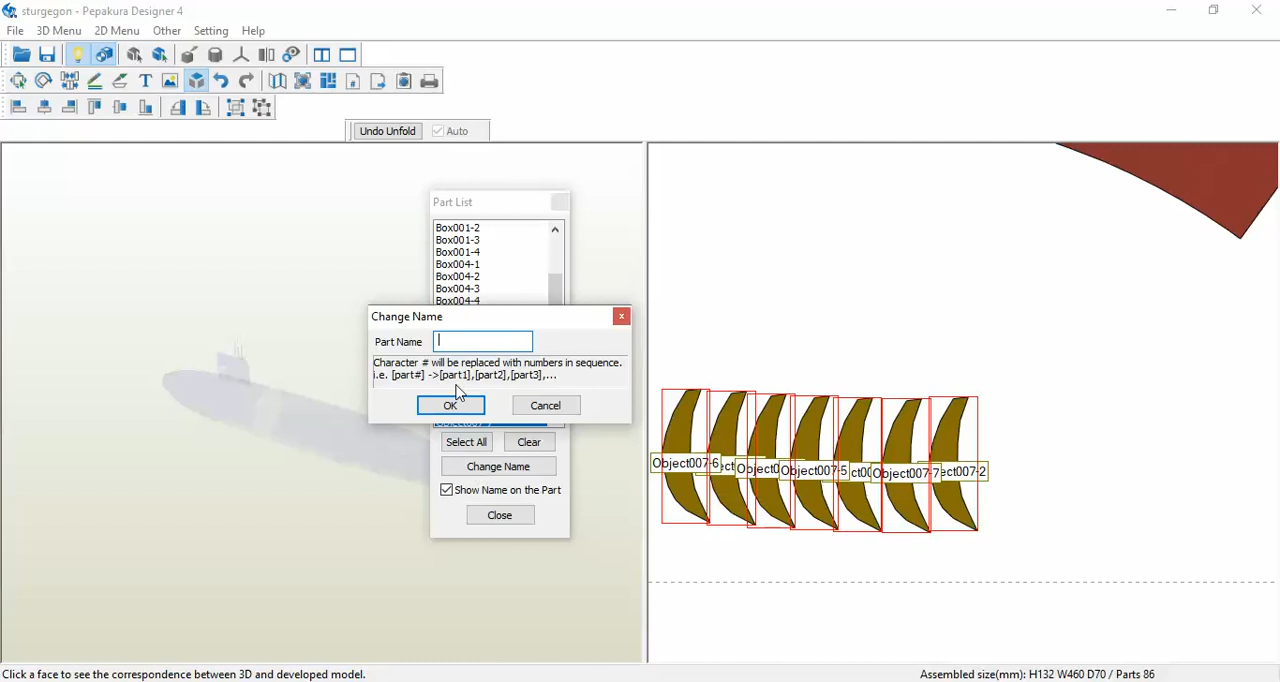 sturgegon - Pepakura Designer 4
File 3D Menu 2D Menu Other Setting Help
Undo Unfold Auto
Part List
Box001-2
Box001-3
Box001-4
Box004-1
Box004-2
Box004-3
Box004-4
Change Name
Part Name
Character # will be replaced with numbers in sequence.
i.e. [part#] ->[part1],[part2],[part3],...
OK Cancel
Select All Clear
Change Name
Show Name on the Part
Close
Object007-6 Object007-5 Object007-7 ect007-2
Click a face to see the correspondence between 3D and developed model.
Assembled size(mm): H132 W460 D70 / Parts 86